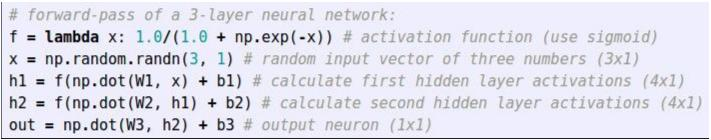 # forward-pass of a 3-layer neural network:
f = lambda x: 1.0/(1.0 + np.exp(-x)) # activation function (use sigmoid)
x = np.random.randn(3, 1) # random input vector of three numbers (3x1)
h1 = f(np.dot(W1, x) + b1) # calculate first hidden layer activations (4x1)
h2 = f(np.dot(W2, h1) + b2) # calculate second hidden layer activations (4x1)
out = np.dot(W3, h2) + b3 # output neuron (1x1)